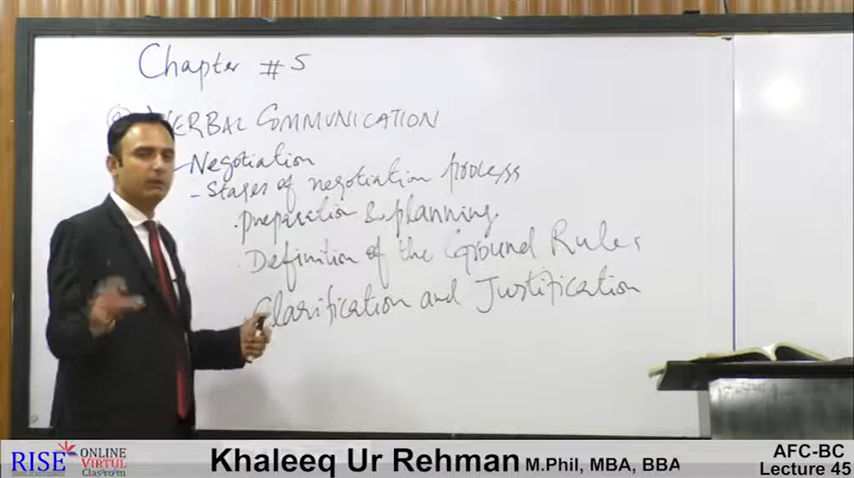 Chapter # 5
VERBAL COMMUNICATION
- Negotiation
- Stages of negotiation process
. Preparation & planning
. Definition of the Ground Rules
Clarification and Justification
RISE ONLINE VIRTUL Classroom
Khaleeq Ur Rehman M.Phil, MBA, BBA
AFC-BC
Lecture 45